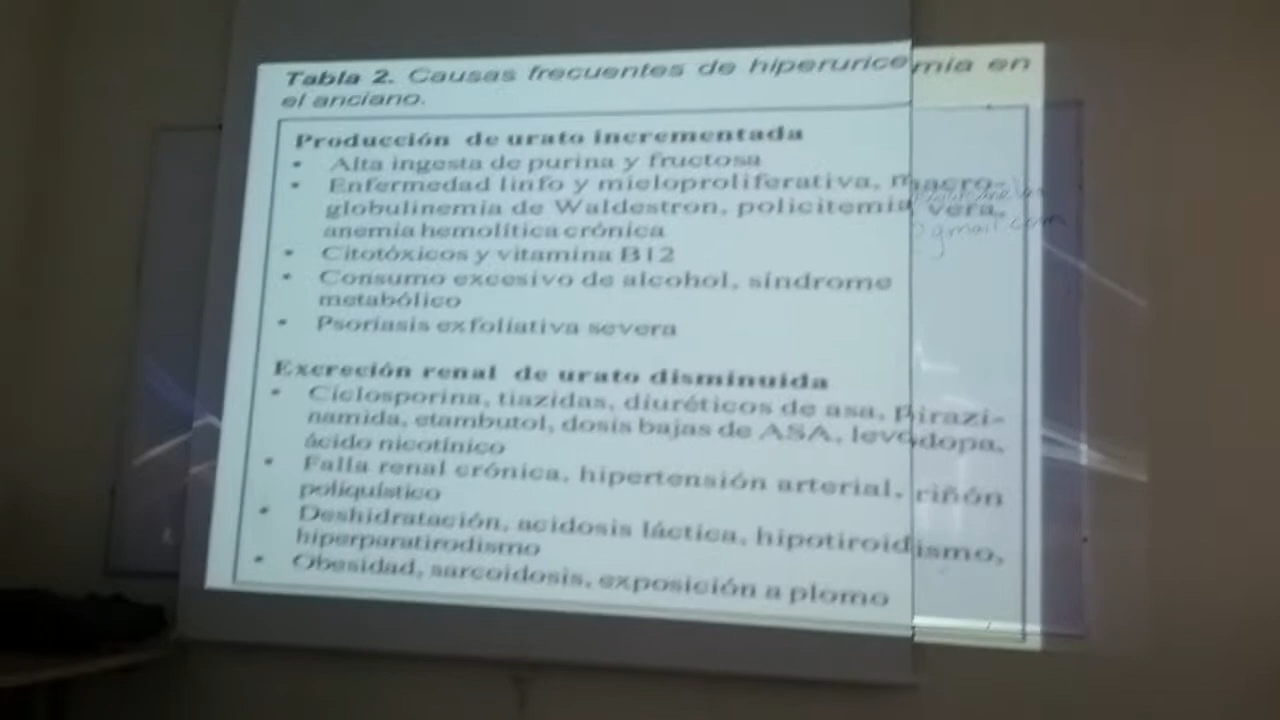 Tabla 2. Causas frecuentes de hiperuricemia en
el anciano.
Producción de urato incrementada
• Alta ingesta de purina y fructosa
• Enfermedad linfo y mieloproliferativa, macro-
globulinemia de Waldestron, policitemia vera,
anemia hemolítica crónica
• Citotóxicos y vitamina B12
• Consumo excesivo de alcohol, síndrome
metabólico
• Psoriasis exfoliativa severa
Excreción renal de urato disminuida
• Ciclosporina, tiazidas, diuréticos de asa, pirazi-
namida, etambutol, dosis bajas de ASA, levodopa,
ácido nicotínico
• Falla renal crónica, hipertensión arterial, riñón
poliquístico
• Deshidratación, acidosis láctica, hipotiroidismo,
hiperparatirodismo
• Obesidad, sarcoidosis, exposición a plomo
@gmail.com